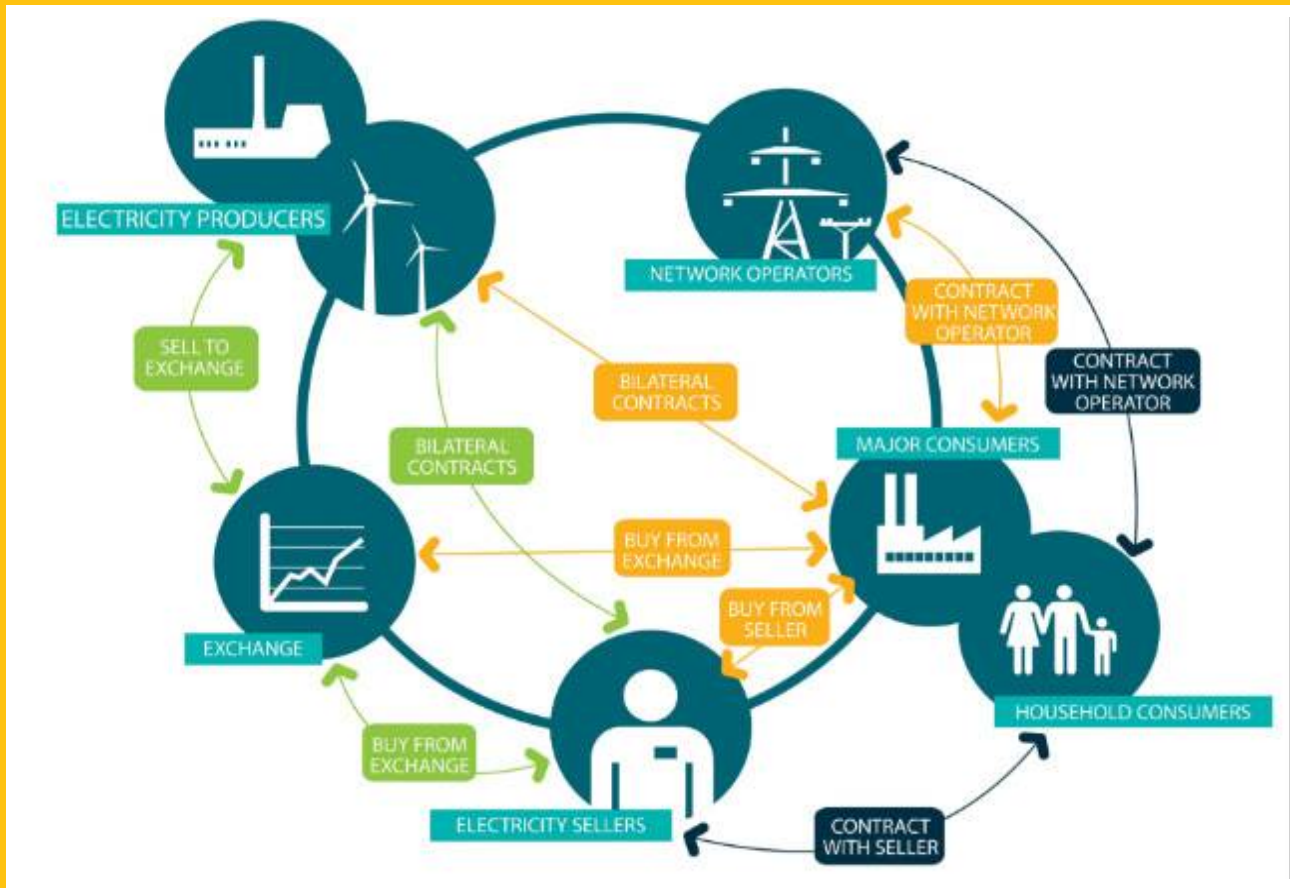 ELECTRICITY PRODUCERS
NETWORK OPERATORS
CONTRACT
WITH NETWORK
OPERATOR
SELL TO
EXCHANGE
CONTRACT
WITH NETWORK
OPERATOR
BILATERAL
CONTRACTS
BILATERAL
CONTRACTS
MAJOR CONSUMERS
BUY FROM
EXCHANGE
BUY FROM
SELLER
EXCHANGE
HOUSEHOLD CONSUMERS
BUY FROM
EXCHANGE
ELECTRICITY SELLERS
CONTRACT
WITH SELLER